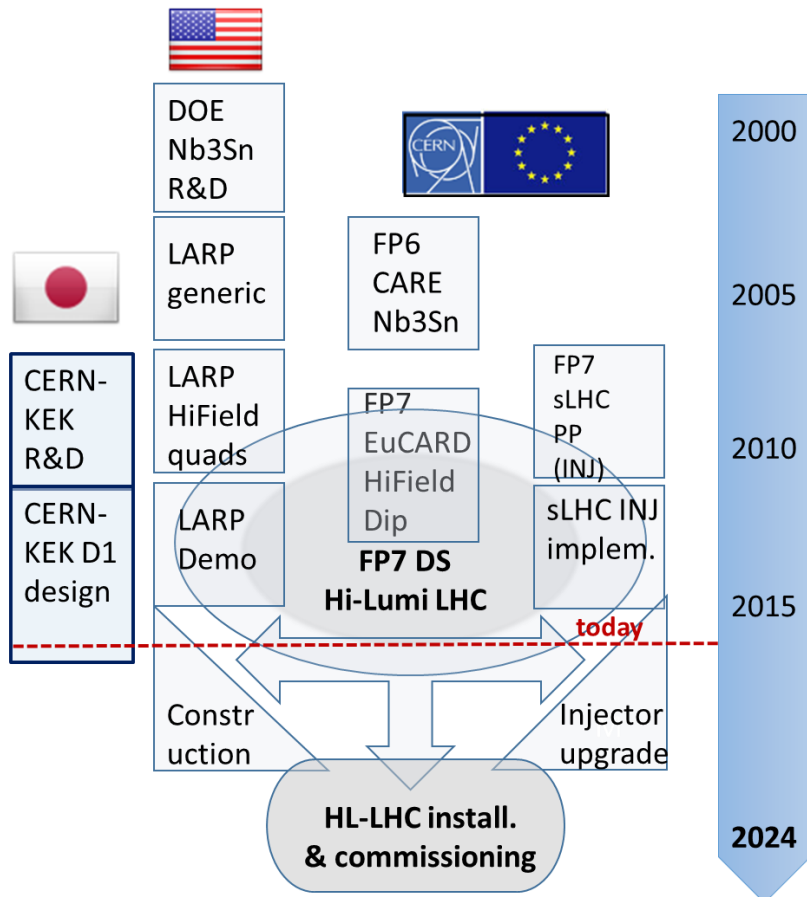 DOE
Nb3Sn
R&D
CERN
2000
LARP
generic
FP6
CARE
Nb3Sn
2005
CERN-
KEK
R&D
LARP
HiField
quads
FP7
EuCARD
HiField
Dip
FP7
sLHC
PP
(INJ)
2010
CERN-
KEK D1
design
LARP
Demo
FP7 DS
Hi-Lumi LHC
sLHC INJ
implem.
2015
today
Constr
uction
Injector
upgrade
HL-LHC install.
& commissioning
2024